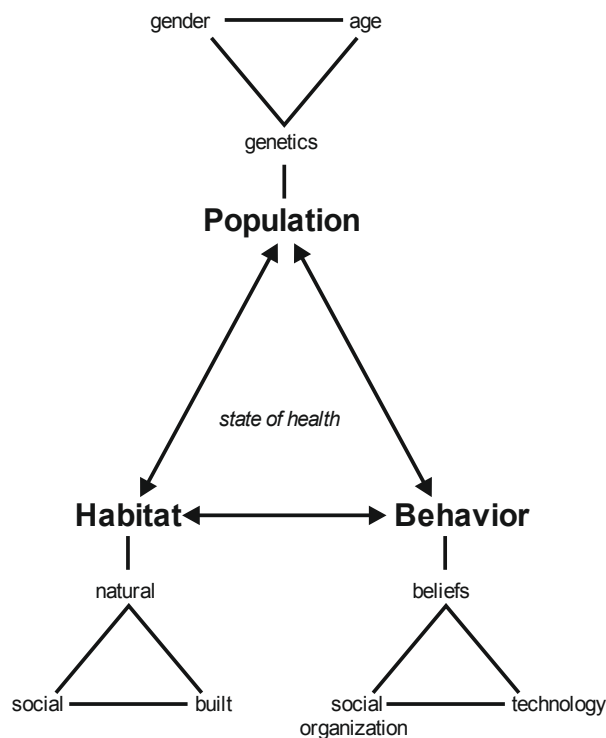 gender age
genetics
Population
state of health
Habitat Behavior
natural beliefs
social built social technology
organization